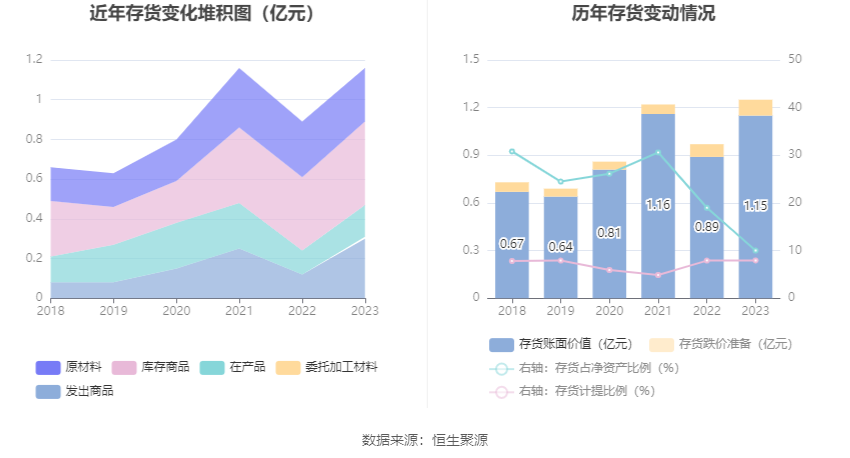 近年存货变化堆积图（亿元）
1.2
1
0.8
0.6
0.4
0.2
0
2018 2019 2020 2021 2022 2023
原材料 库存商品 在产品 委托加工材料
发出商品
历年存货变动情况
1.5 50
1.2 40
0.9 30
0.6 20
0.3 10
0 0
0.67 0.64 0.81 1.16 0.89 1.15
2018 2019 2020 2021 2022 2023
存货账面价值（亿元） 存货跌价准备（亿元）
右轴：存货占净资产比例（%）
右轴：存货计提比例（%）
数据来源：恒生聚源